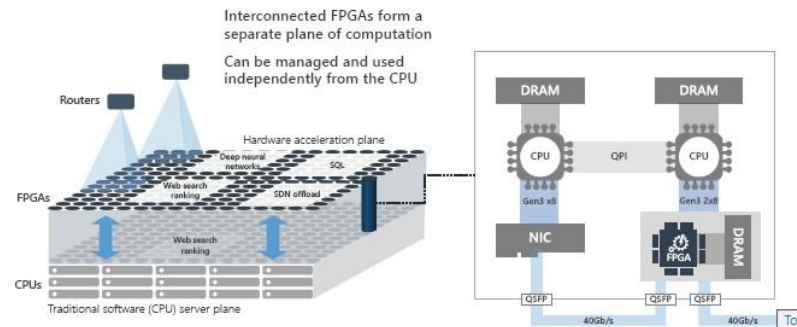 Interconnected FPGAs form a
separate plane of computation
Can be managed and used
independently from the CPU
Routers
Hardware acceleration plane
Deep neural
networks
SQL
Web search
ranking
SDN offload
FPGAs
Web search
ranking
CPUs
Traditional software (CPU) server plane
DRAM
DRAM
CPU
QPI
CPU
Gen3 x8
Gen3 2x8
NIC
FPGA
DRAM
QSFP
QSFP
QSFP
40Gb/s
40Gb/s
To